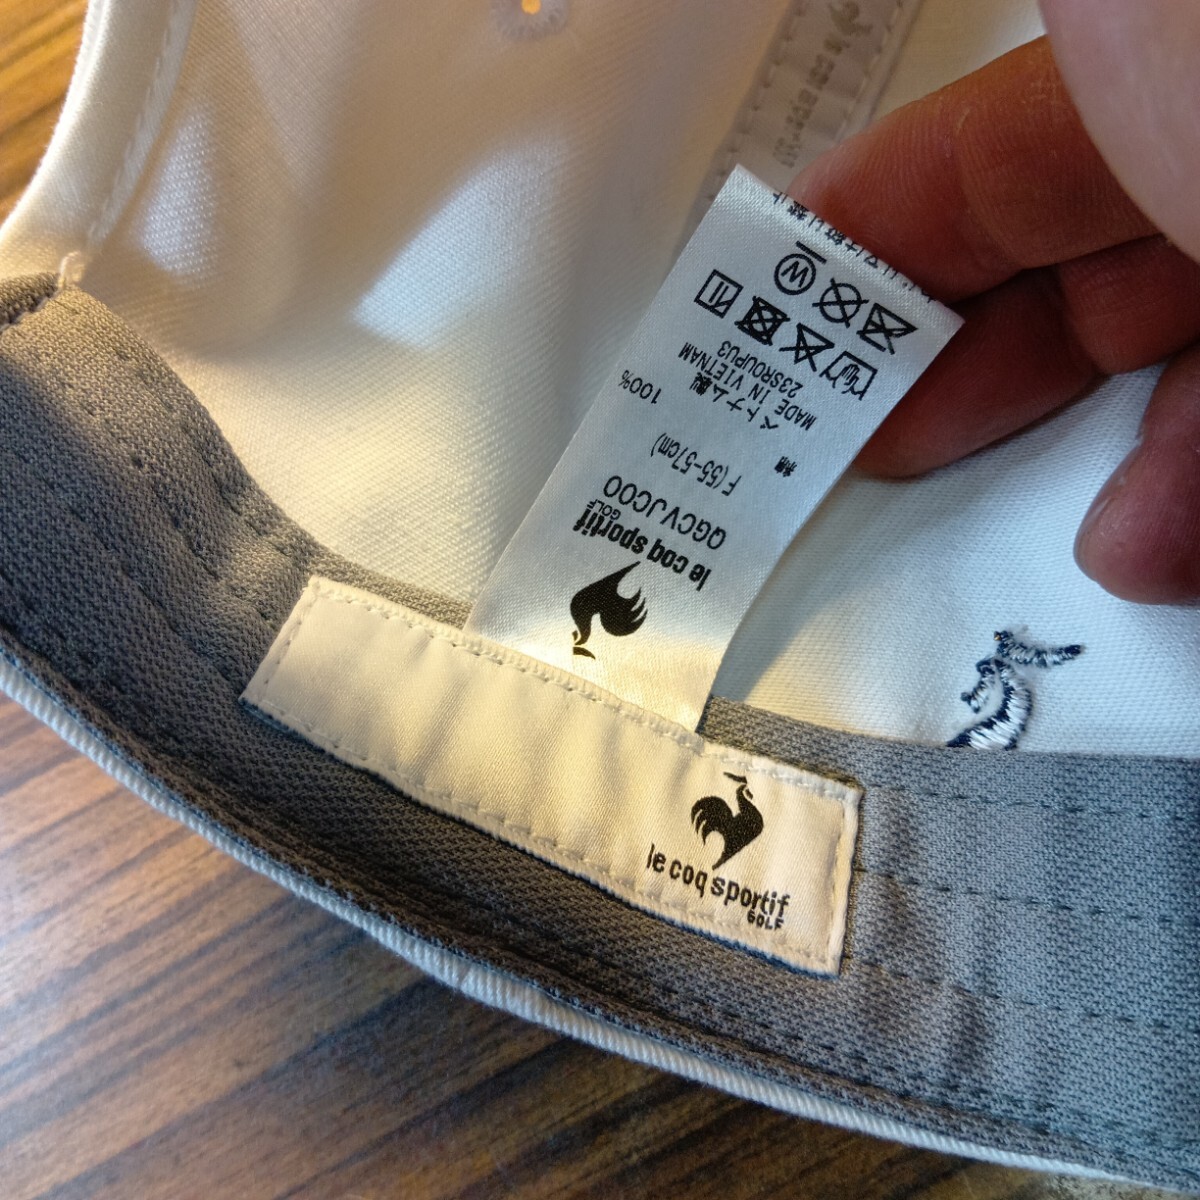 le coq sportif
GOLF
QGCVJC00
F(55-57cm)
綿 100%
ベトナム製
MADE IN VIETNAM
23SROUPU3
W
le coq sportif
GOLF